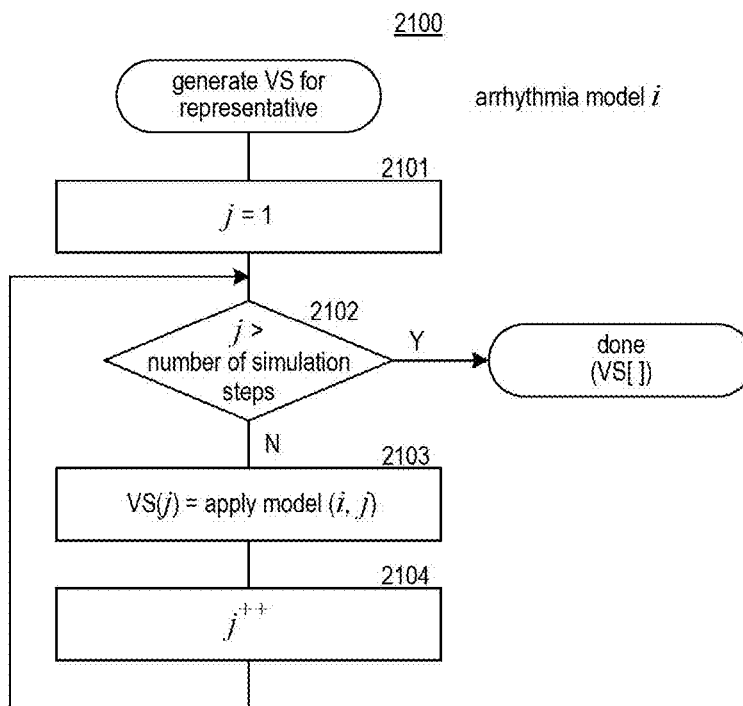 2100
generate VS for
representative
arrhythmia model i
2101
j = 1
2102
j >
number of simulation
steps
Y
done
(VS[ ])
N
2103
VS(j) = apply model (i, j)
2104
j++